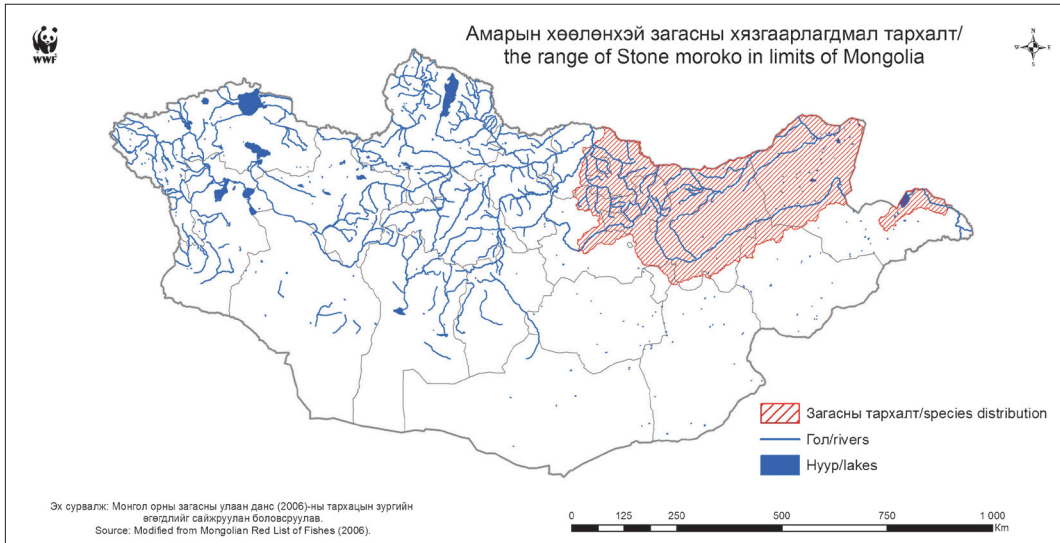 Амарын хөөлөнхэй загасны хязгаарлагдмал тархалт/
the range of Stone moroko in limits of Mongolia
WWF
N
W
E
S
Загасны тархалт/species distribution
Гол/rivers
Нуур/lakes
Эх сурвалж: Монгол орны загасны улаан данс (2006)-ны тархацын зургийн
өгөгдлийг сайжруулан боловсруулав.
Source: Modified from Mongolian Red List of Fishes (2006).
0 125 250 500 750 1 000
Km